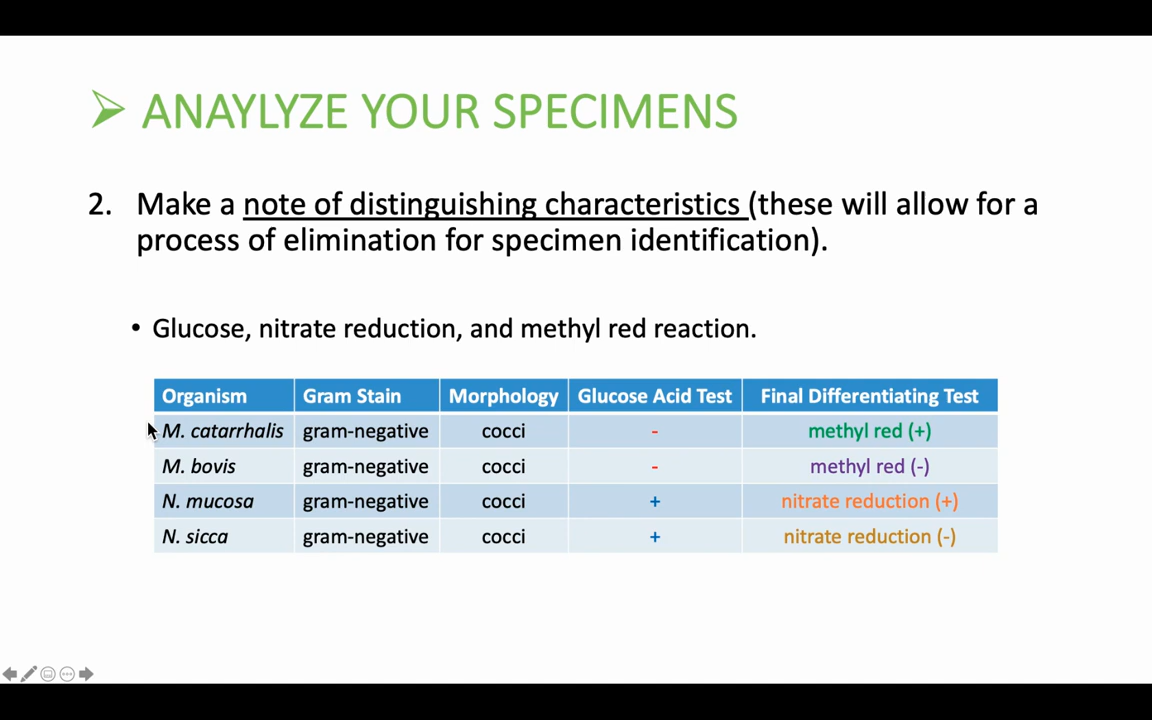 ANAYLYZE YOUR SPECIMENS
2. Make a note of distinguishing characteristics (these will allow for a
process of elimination for specimen identification).
• Glucose, nitrate reduction, and methyl red reaction.
Organism Gram Stain Morphology Glucose Acid Test Final Differentiating Test
M. catarrhalis gram-negative cocci - methyl red (+)
M. bovis gram-negative cocci - methyl red (-)
N. mucosa gram-negative cocci + nitrate reduction (+)
N. sicca gram-negative cocci + nitrate reduction (-)